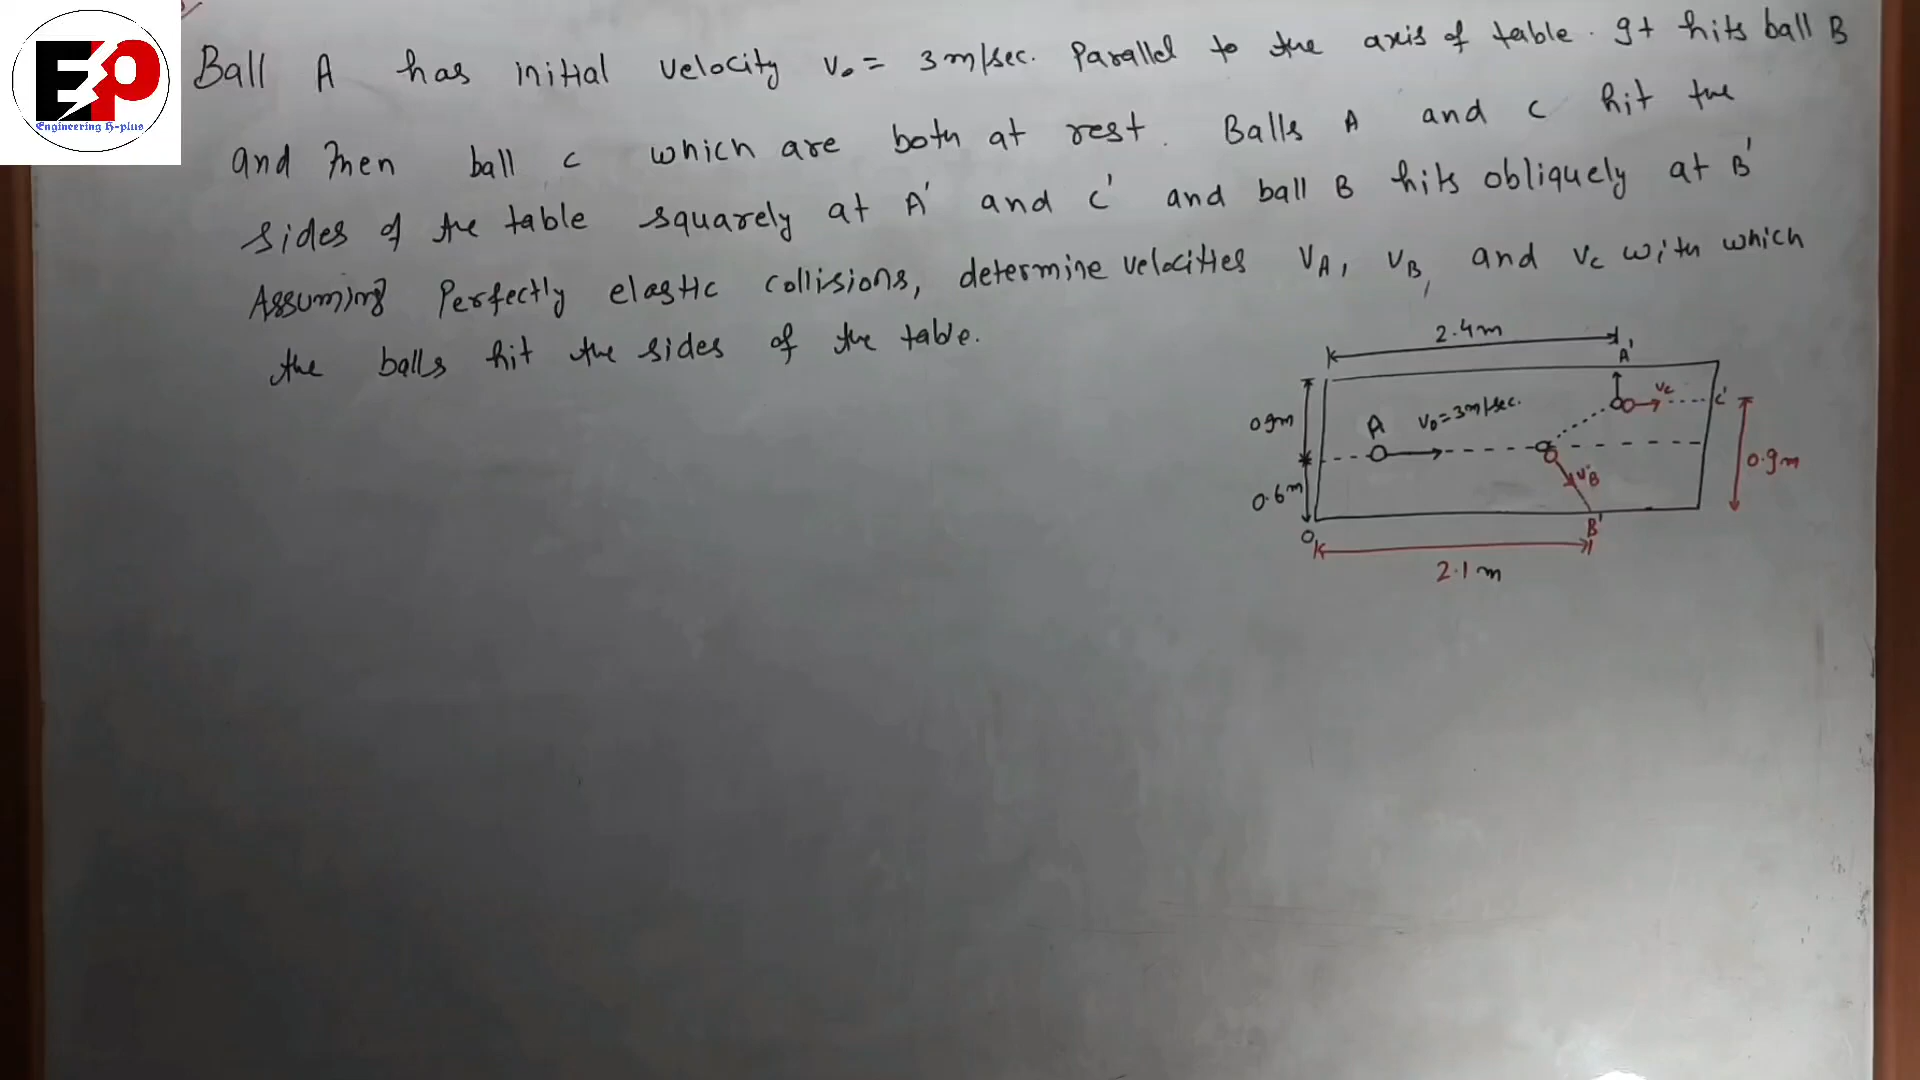 EP
Engineering H-plus
Ball A has initial velocity v₀ = 3 m/sec. Parallel to the axis of table. It hits ball B
and then ball c which are both at rest. Balls A and c hit the
sides of the table squarely at A' and c' and ball B hits obliquely at B'
Assuming Perfectly elastic collisions, determine velocities VA, VB, and Vc with which
the balls hit the sides of the table.
2.4m
A'
Vc
c'
0.9m
A
V₀=3m/sec.
0.9m
VB
0.6m
O
B'
2.1m